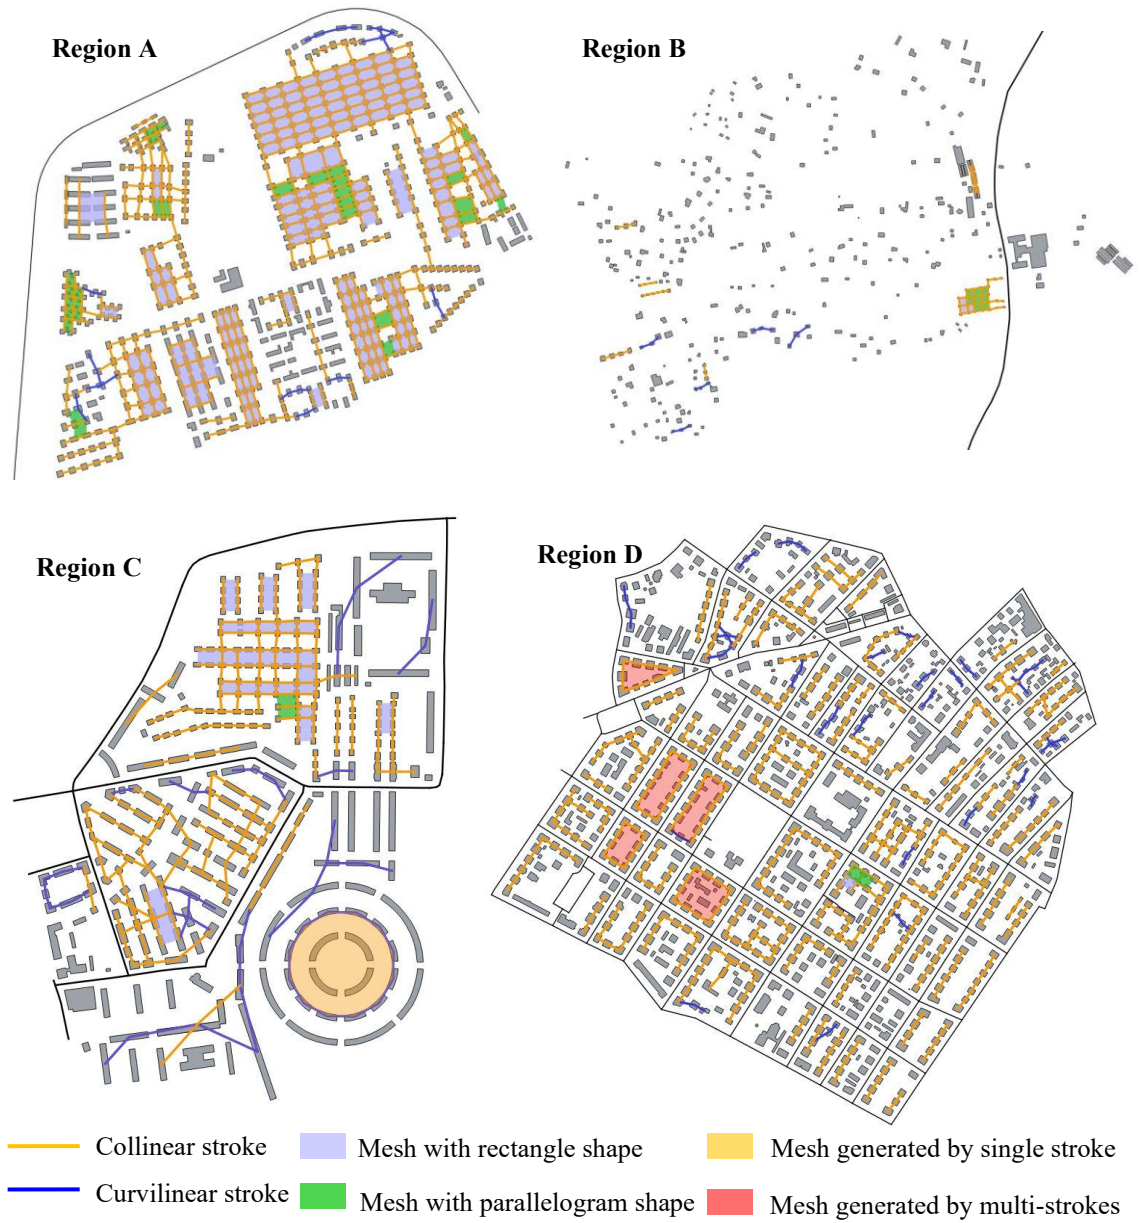 Region A
Region B
Region C
Region D
Collinear stroke
Mesh with rectangle shape
Mesh generated by single stroke
Curvilinear stroke
Mesh with parallelogram shape
Mesh generated by multi-strokes